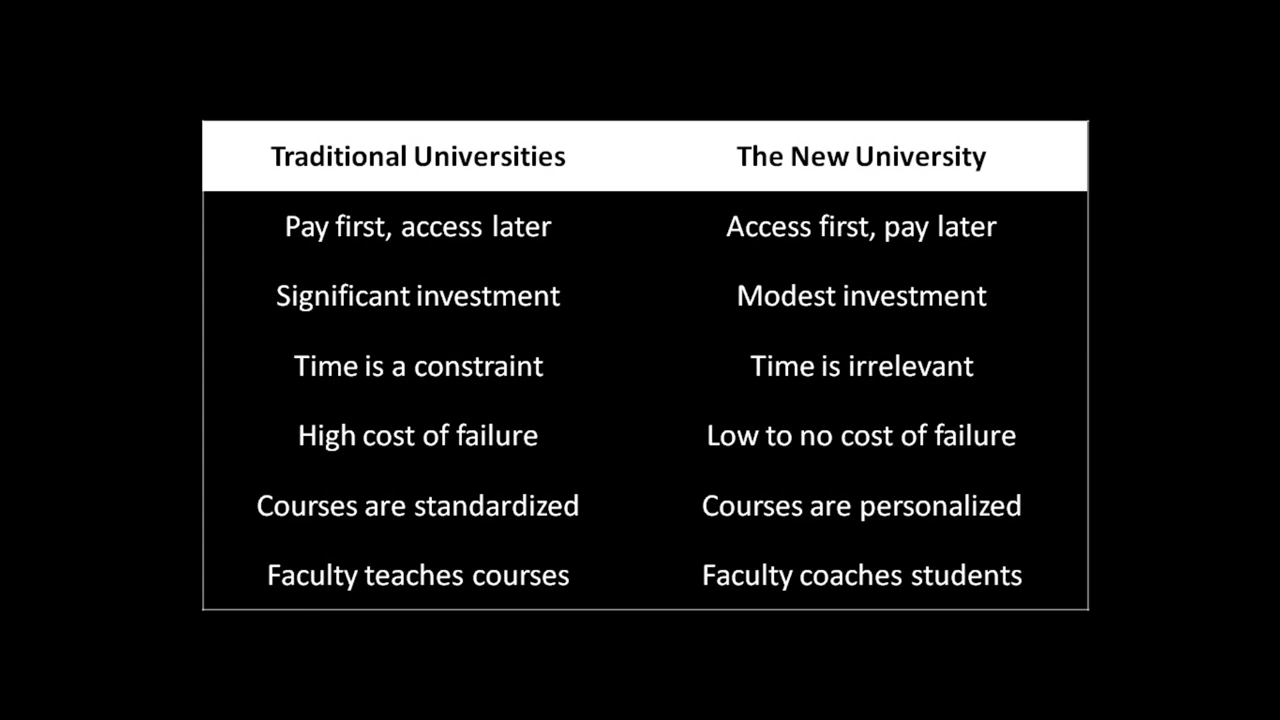 Traditional Universities The New University
Pay first, access later Access first, pay later
Significant investment Modest investment
Time is a constraint Time is irrelevant
High cost of failure Low to no cost of failure
Courses are standardized Courses are personalized
Faculty teaches courses Faculty coaches students